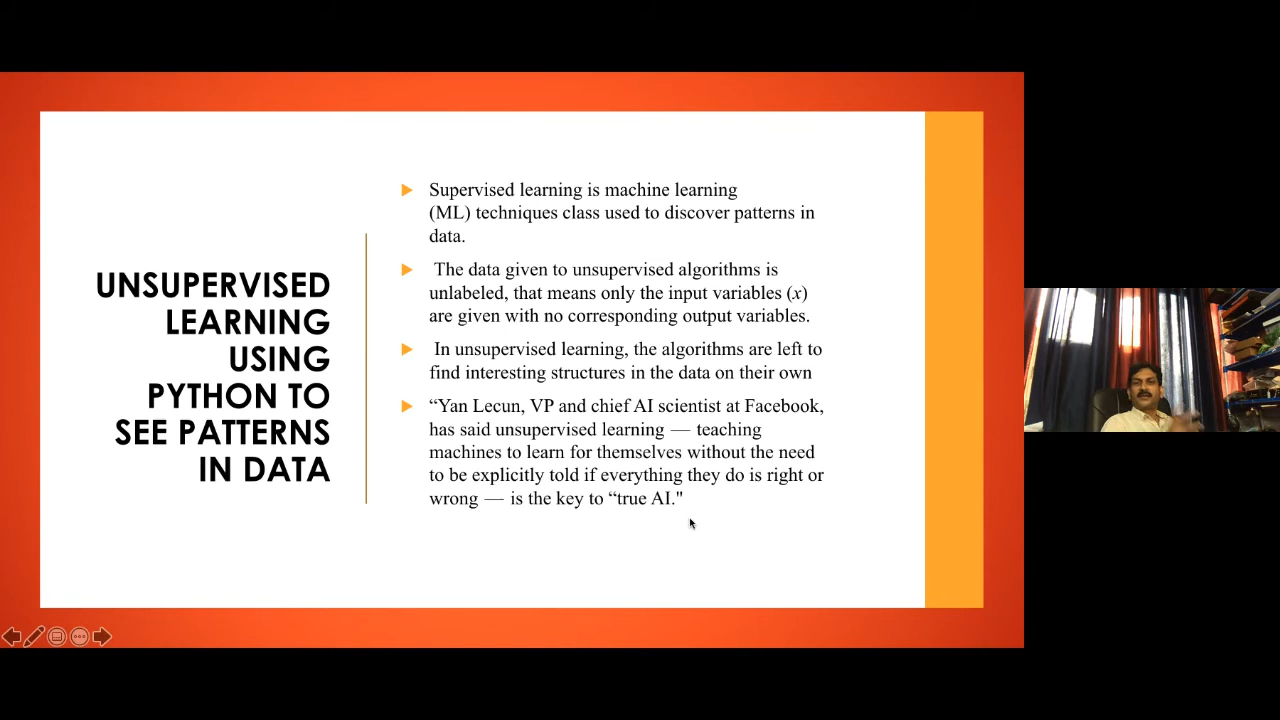 UNSUPERVISED
LEARNING
USING
PYTHON TO
SEE PATTERNS
IN DATA
Supervised learning is machine learning
(ML) techniques class used to discover patterns in
data.
The data given to unsupervised algorithms is
unlabeled, that means only the input variables (x)
are given with no corresponding output variables.
In unsupervised learning, the algorithms are left to
find interesting structures in the data on their own
“Yan Lecun, VP and chief AI scientist at Facebook,
has said unsupervised learning — teaching
machines to learn for themselves without the need
to be explicitly told if everything they do is right or
wrong — is the key to “true AI."